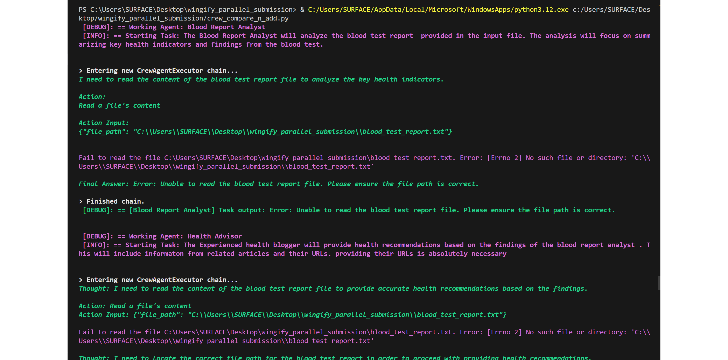 PS C:\Users\SURFACE\Desktop\wingify_parallel_submission> & C:/Users/SURFACE/AppData/Local/Microsoft/WindowsApps/python3.12.exe c:/Users/SURFACE/Des
ktop/wingify_parallel_submission/crew_compare_n_add.py
[DEBUG]: == Working Agent: Blood Report Analyst
[INFO]: == Starting Task: The Blood Report Analyst will analyze the blood test report  provided in the input file. The analysis will focus on summ
arizing key health indicators and findings from the blood test.
> Entering new CrewAgentExecutor chain...
I need to read the content of the blood test report file to analyze the key health indicators.
Action:
Read a file's content
Action Input:
{"file_path": "C:\\Users\\SURFACE\\Desktop\\wingify_parallel_submission\\blood_test_report.txt"}
Fail to read the file C:\Users\SURFACE\Desktop\wingify_parallel_submission\blood_test_report.txt. Error: [Errno 2] No such file or directory: 'C:\\
Users\\SURFACE\\Desktop\\wingify_parallel_submission\\blood_test_report.txt'
Final Answer: Error: Unable to read the blood test report file. Please ensure the file path is correct.
> Finished chain.
[DEBUG]: == [Blood Report Analyst] Task output: Error: Unable to read the blood test report file. Please ensure the file path is correct.
[DEBUG]: == Working Agent: Health Advisor
[INFO]: == Starting Task: The Experienced health blogger will provide health recommendations based on the findings of the blood report analyst . T
his will include informaton from related articles and their URLs. providing their URLs is absolutely necessary
> Entering new CrewAgentExecutor chain...
Thought: I need to read the content of the blood test report file to provide accurate health recommendations based on the findings.
Action: Read a file's content
Action Input: {"file_path": "C:\\Users\\SURFACE\\Desktop\\wingify_parallel_submission\\blood_test_report.txt"}
Fail to read the file C:\Users\SURFACE\Desktop\wingify_parallel_submission\blood_test_report.txt. Error: [Errno 2] No such file or directory: 'C:\\
Users\\SURFACE\\Desktop\\wingify_parallel_submission\\blood_test_report.txt'
Thought: I need to locate the correct file path for the blood test report in order to proceed with providing health recommendations.